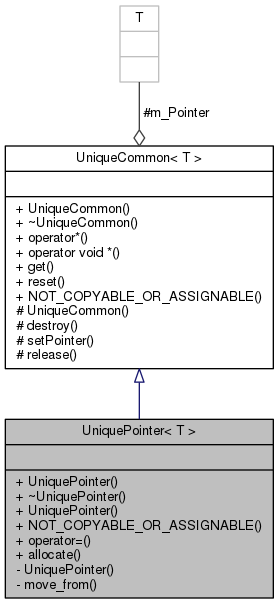 T
#m_Pointer
UniqueCommon< T >
+ UniqueCommon()
+ ~UniqueCommon()
+ operator*()
+ operator void *()
+ get()
+ reset()
+ NOT_COPYABLE_OR_ASSIGNABLE()
# UniqueCommon()
# destroy()
# setPointer()
# release()
UniquePointer< T >
+ UniquePointer()
+ ~UniquePointer()
+ UniquePointer()
+ NOT_COPYABLE_OR_ASSIGNABLE()
+ operator=()
+ allocate()
- UniquePointer()
- move_from()